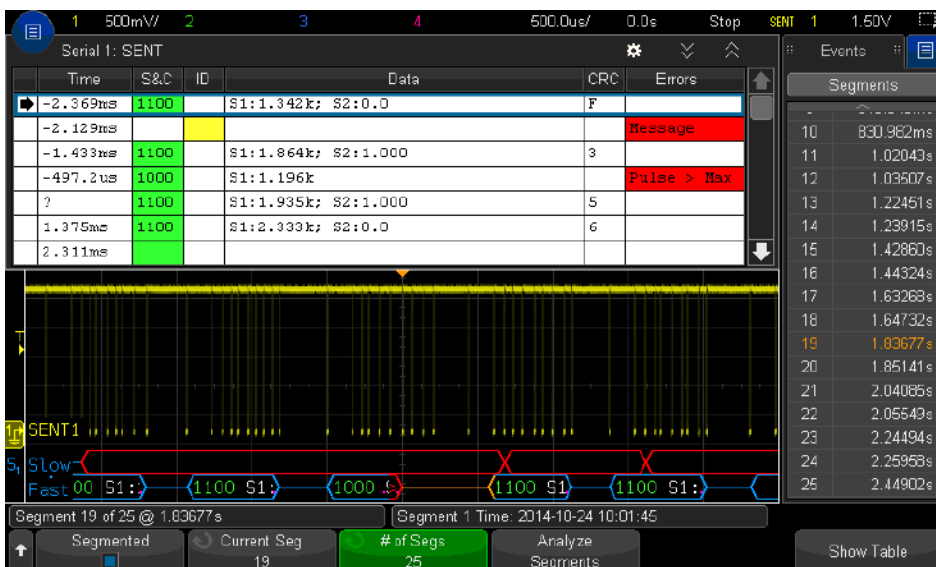 1 500mV/ 2 3 4 500.0us/ 0.0s Stop SENT 1 1.50V
Serial 1: SENT
Events
Segments
Time S&C ID Data CRC Errors
-2.369ms 1100 S1:1.342k; S2:0.0 F
-2.129ms Message
-1.433ms 1100 S1:1.864k; S2:1.000 3
-497.2us 1000 S1:1.196k Pulse > Max
? 1100 S1:1.935k; S2:1.000 5
1.375ms 1100 S1:2.333k; S2:0.0 6
2.311ms
10 830.982ms
11 1.02043s
12 1.03507s
13 1.22451s
14 1.23915s
15 1.42860s
16 1.44324s
17 1.63268s
18 1.64732s
19 1.83677s
20 1.85141s
21 2.04085s
22 2.05549s
23 2.24494s
24 2.25958s
25 2.44902s
T
SENT1
S1 Slow
Fast 00 S1: 1100 S1: 1000 S 1100 S1 1100 S1:
Segment 19 of 25 @ 1.83677s
Segment 1 Time: 2014-10-24 10:01:45
Segmented
Current Seg
19
# of Segs
25
Analyze
Segments
Show Table